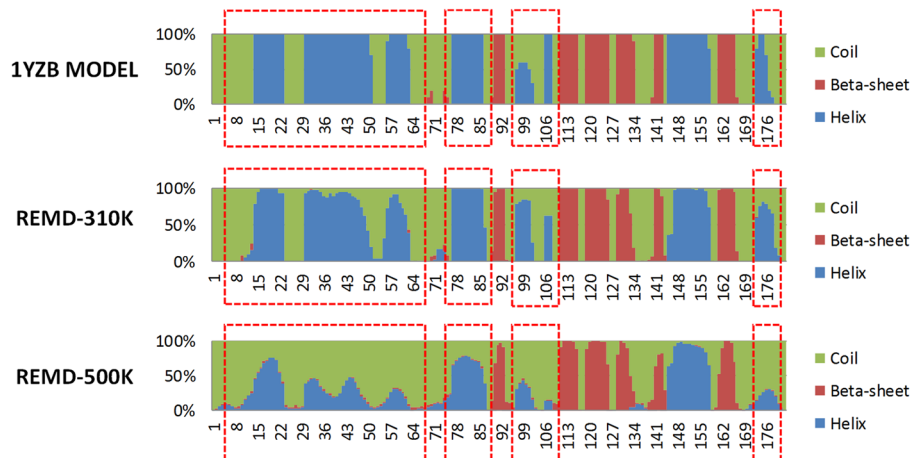 1YZB MODEL
100%
50%
0%
1 8 15 22 29 36 43 50 57 64 71 78 85 92 99 106 113 120 127 134 141 148 155 162 169 176
Coil
Beta-sheet
Helix
REMD-310K
100%
50%
0%
1 8 15 22 29 36 43 50 57 64 71 78 85 92 99 106 113 120 127 134 141 148 155 162 169 176
Coil
Beta-sheet
Helix
REMD-500K
100%
50%
0%
1 8 15 22 29 36 43 50 57 64 71 78 85 92 99 106 113 120 127 134 141 148 155 162 169 176
Coil
Beta-sheet
Helix